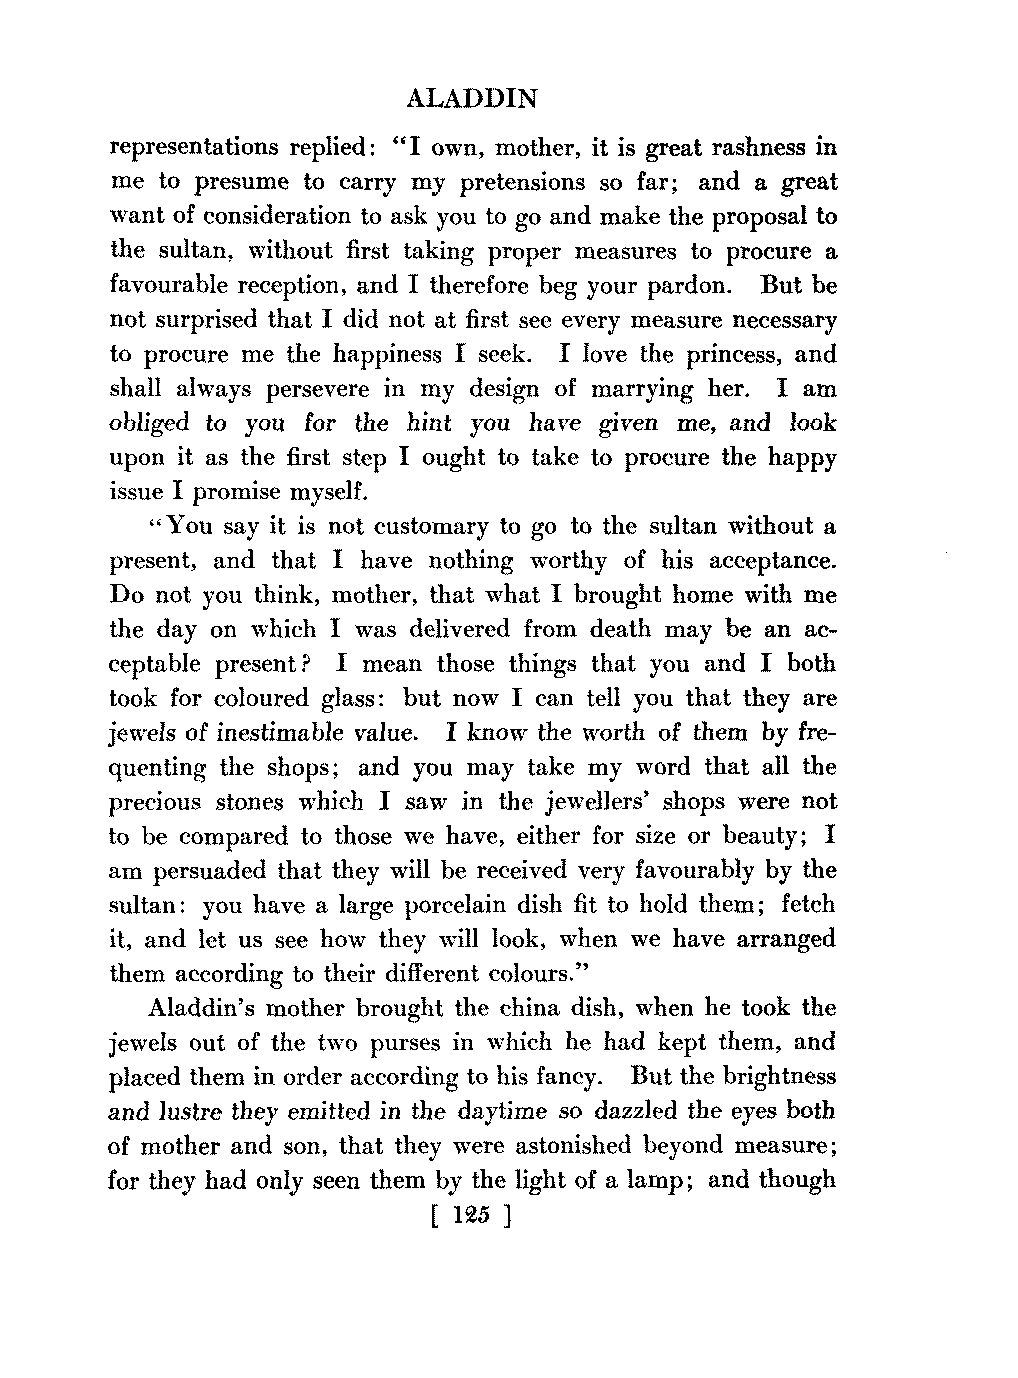 ALADDIN
representations replied: “I own, mother, it is great rashness in
me to presume to carry my pretensions so far; and a great
want of consideration to ask you to go and make the proposal to
the sultan, without first taking proper measures to procure a
favourable reception, and I therefore beg your pardon. But be
not surprised that I did not at first see every measure necessary
to procure me the happiness I seek. I love the princess, and
shall always persevere in my design of marrying her. I am
obliged to you for the hint you have given me, and look
upon it as the first step I ought to take to procure the happy
issue I promise myself.
“You say it is not customary to go to the sultan without a
present, and that I have nothing worthy of his acceptance.
Do not you think, mother, that what I brought home with me
the day on which I was delivered from death may be an ac-
ceptable present? I mean those things that you and I both
took for coloured glass: but now I can tell you that they are
jewels of inestimable value. I know the worth of them by fre-
quenting the shops; and you may take my word that all the
precious stones which I saw in the jewellers’ shops were not
to be compared to those we have, either for size or beauty; I
am persuaded that they will be received very favourably by the
sultan: you have a large porcelain dish fit to hold them; fetch
it, and let us see how they will look, when we have arranged
them according to their different colours.”
Aladdin’s mother brought the china dish, when he took the
jewels out of the two purses in which he had kept them, and
placed them in order according to his fancy. But the brightness
and lustre they emitted in the daytime so dazzled the eyes both
of mother and son, that they were astonished beyond measure;
for they had only seen them by the light of a lamp; and though
[ 125 ]